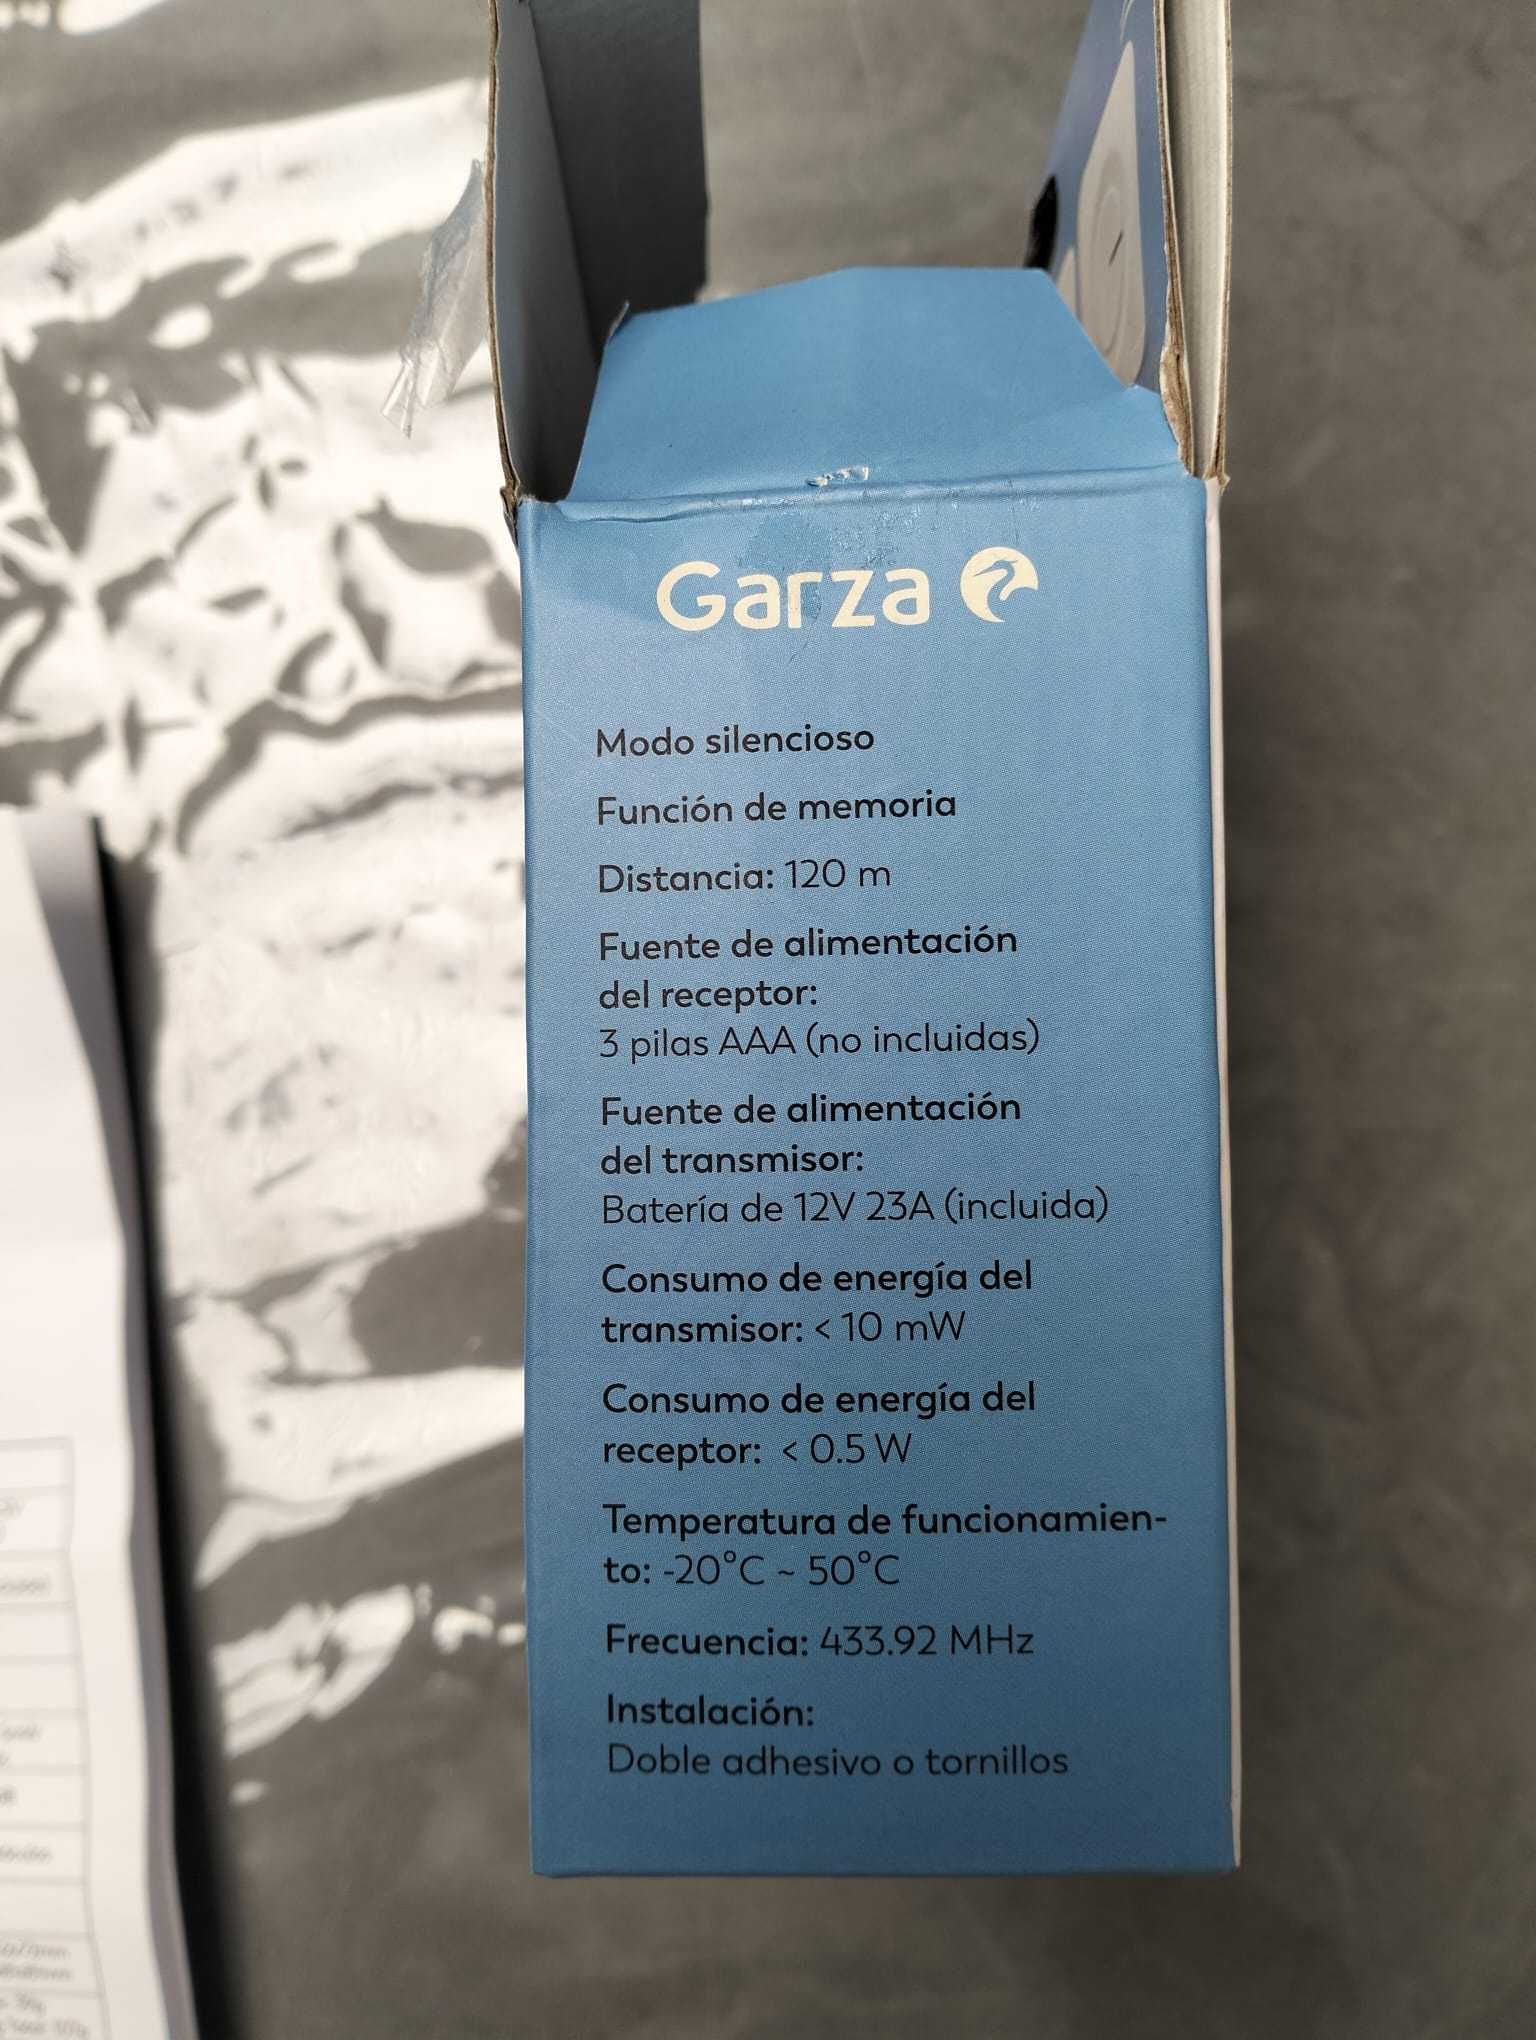 Garza
Modo silencioso
Función de memoria
Distancia: 120 m
Fuente de alimentación
del receptor:
3 pilas AAA (no incluidas)
Fuente de alimentación
del transmisor:
Batería de 12V 23A (incluida)
Consumo de energía del
transmisor: < 10 mW
Consumo de energía del
receptor: < 0.5 W
Temperatura de funcionamien-
to: -20°C ~ 50°C
Frecuencia: 433.92 MHz
Instalación:
Doble adhesivo o tornillos